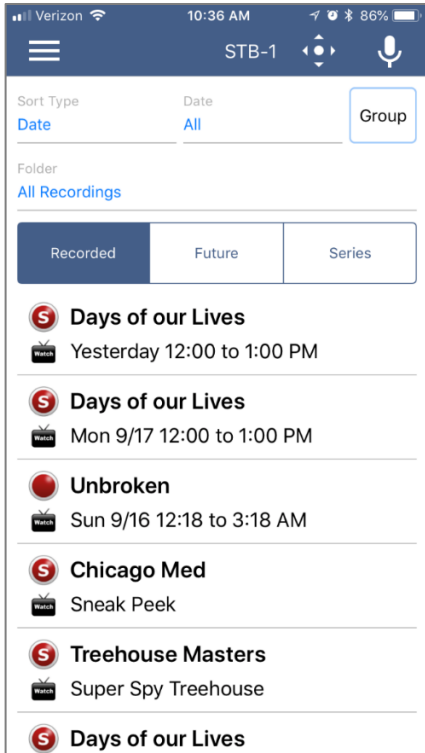 Verizon 10:36 AM 86%
STB-1
Sort Type Date
Date All Group
Folder
All Recordings
Recorded Future Series
S Days of our Lives
Watch Yesterday 12:00 to 1:00 PM
S Days of our Lives
Watch Mon 9/17 12:00 to 1:00 PM
Unbroken
Watch Sun 9/16 12:18 to 3:18 AM
S Chicago Med
Watch Sneak Peek
S Treehouse Masters
Watch Super Spy Treehouse
S Days of our Lives